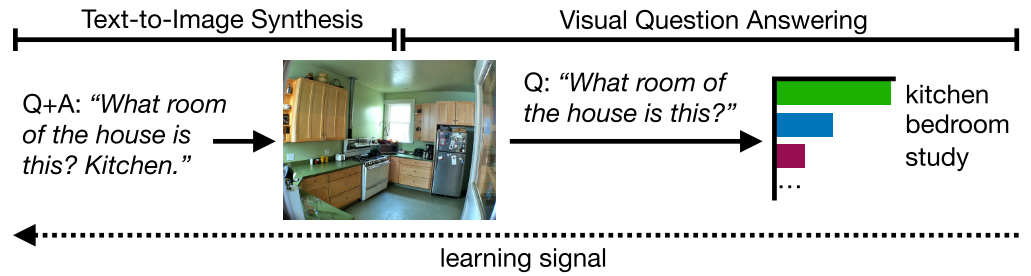 Text-to-Image Synthesis
Visual Question Answering
Q+A: “What room
of the house is
this? Kitchen.”
Q: “What room of
the house is this?”
kitchen
bedroom
study
...
learning signal